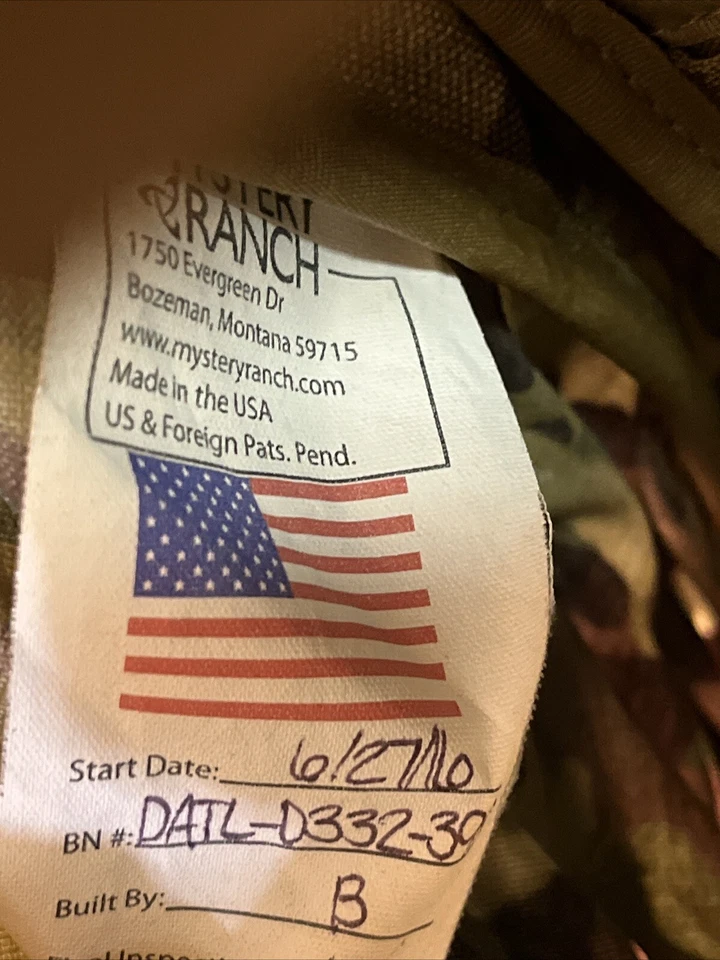 MYSTERY
RANCH
1750 Evergreen Dr
Bozeman, Montana 59715
www.mysteryranch.com
Made in the USA
US & Foreign Pats. Pend.
Start Date: 6/27/10
BN #: DATL-D332-39
Built By: B